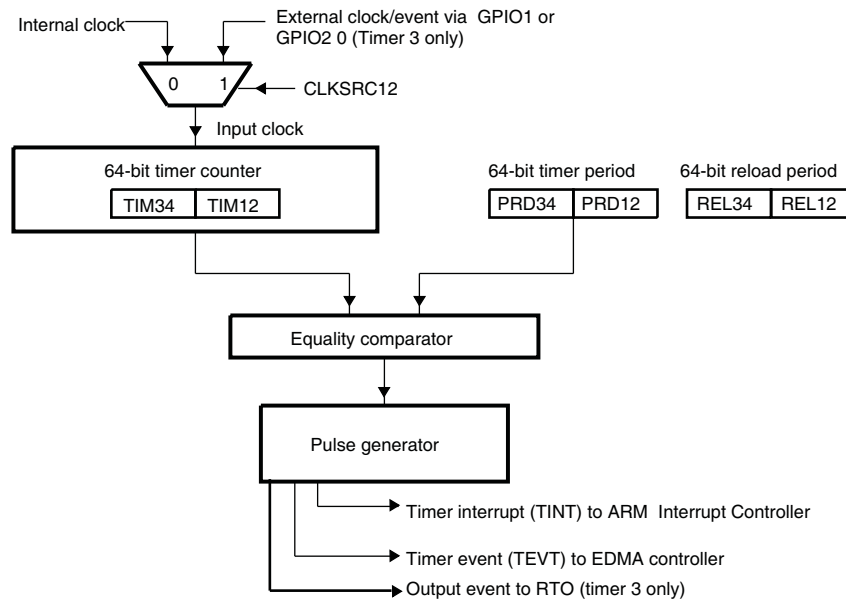 Internal clock
External clock/event via GPIO1 or
GPIO2 0 (Timer 3 only)
0 1
CLKSRC12
Input clock
64-bit timer counter
TIM34 TIM12
64-bit timer period
PRD34 PRD12
64-bit reload period
REL34 REL12
Equality comparator
Pulse generator
Timer interrupt (TINT) to ARM Interrupt Controller
Timer event (TEVT) to EDMA controller
Output event to RTO (timer 3 only)